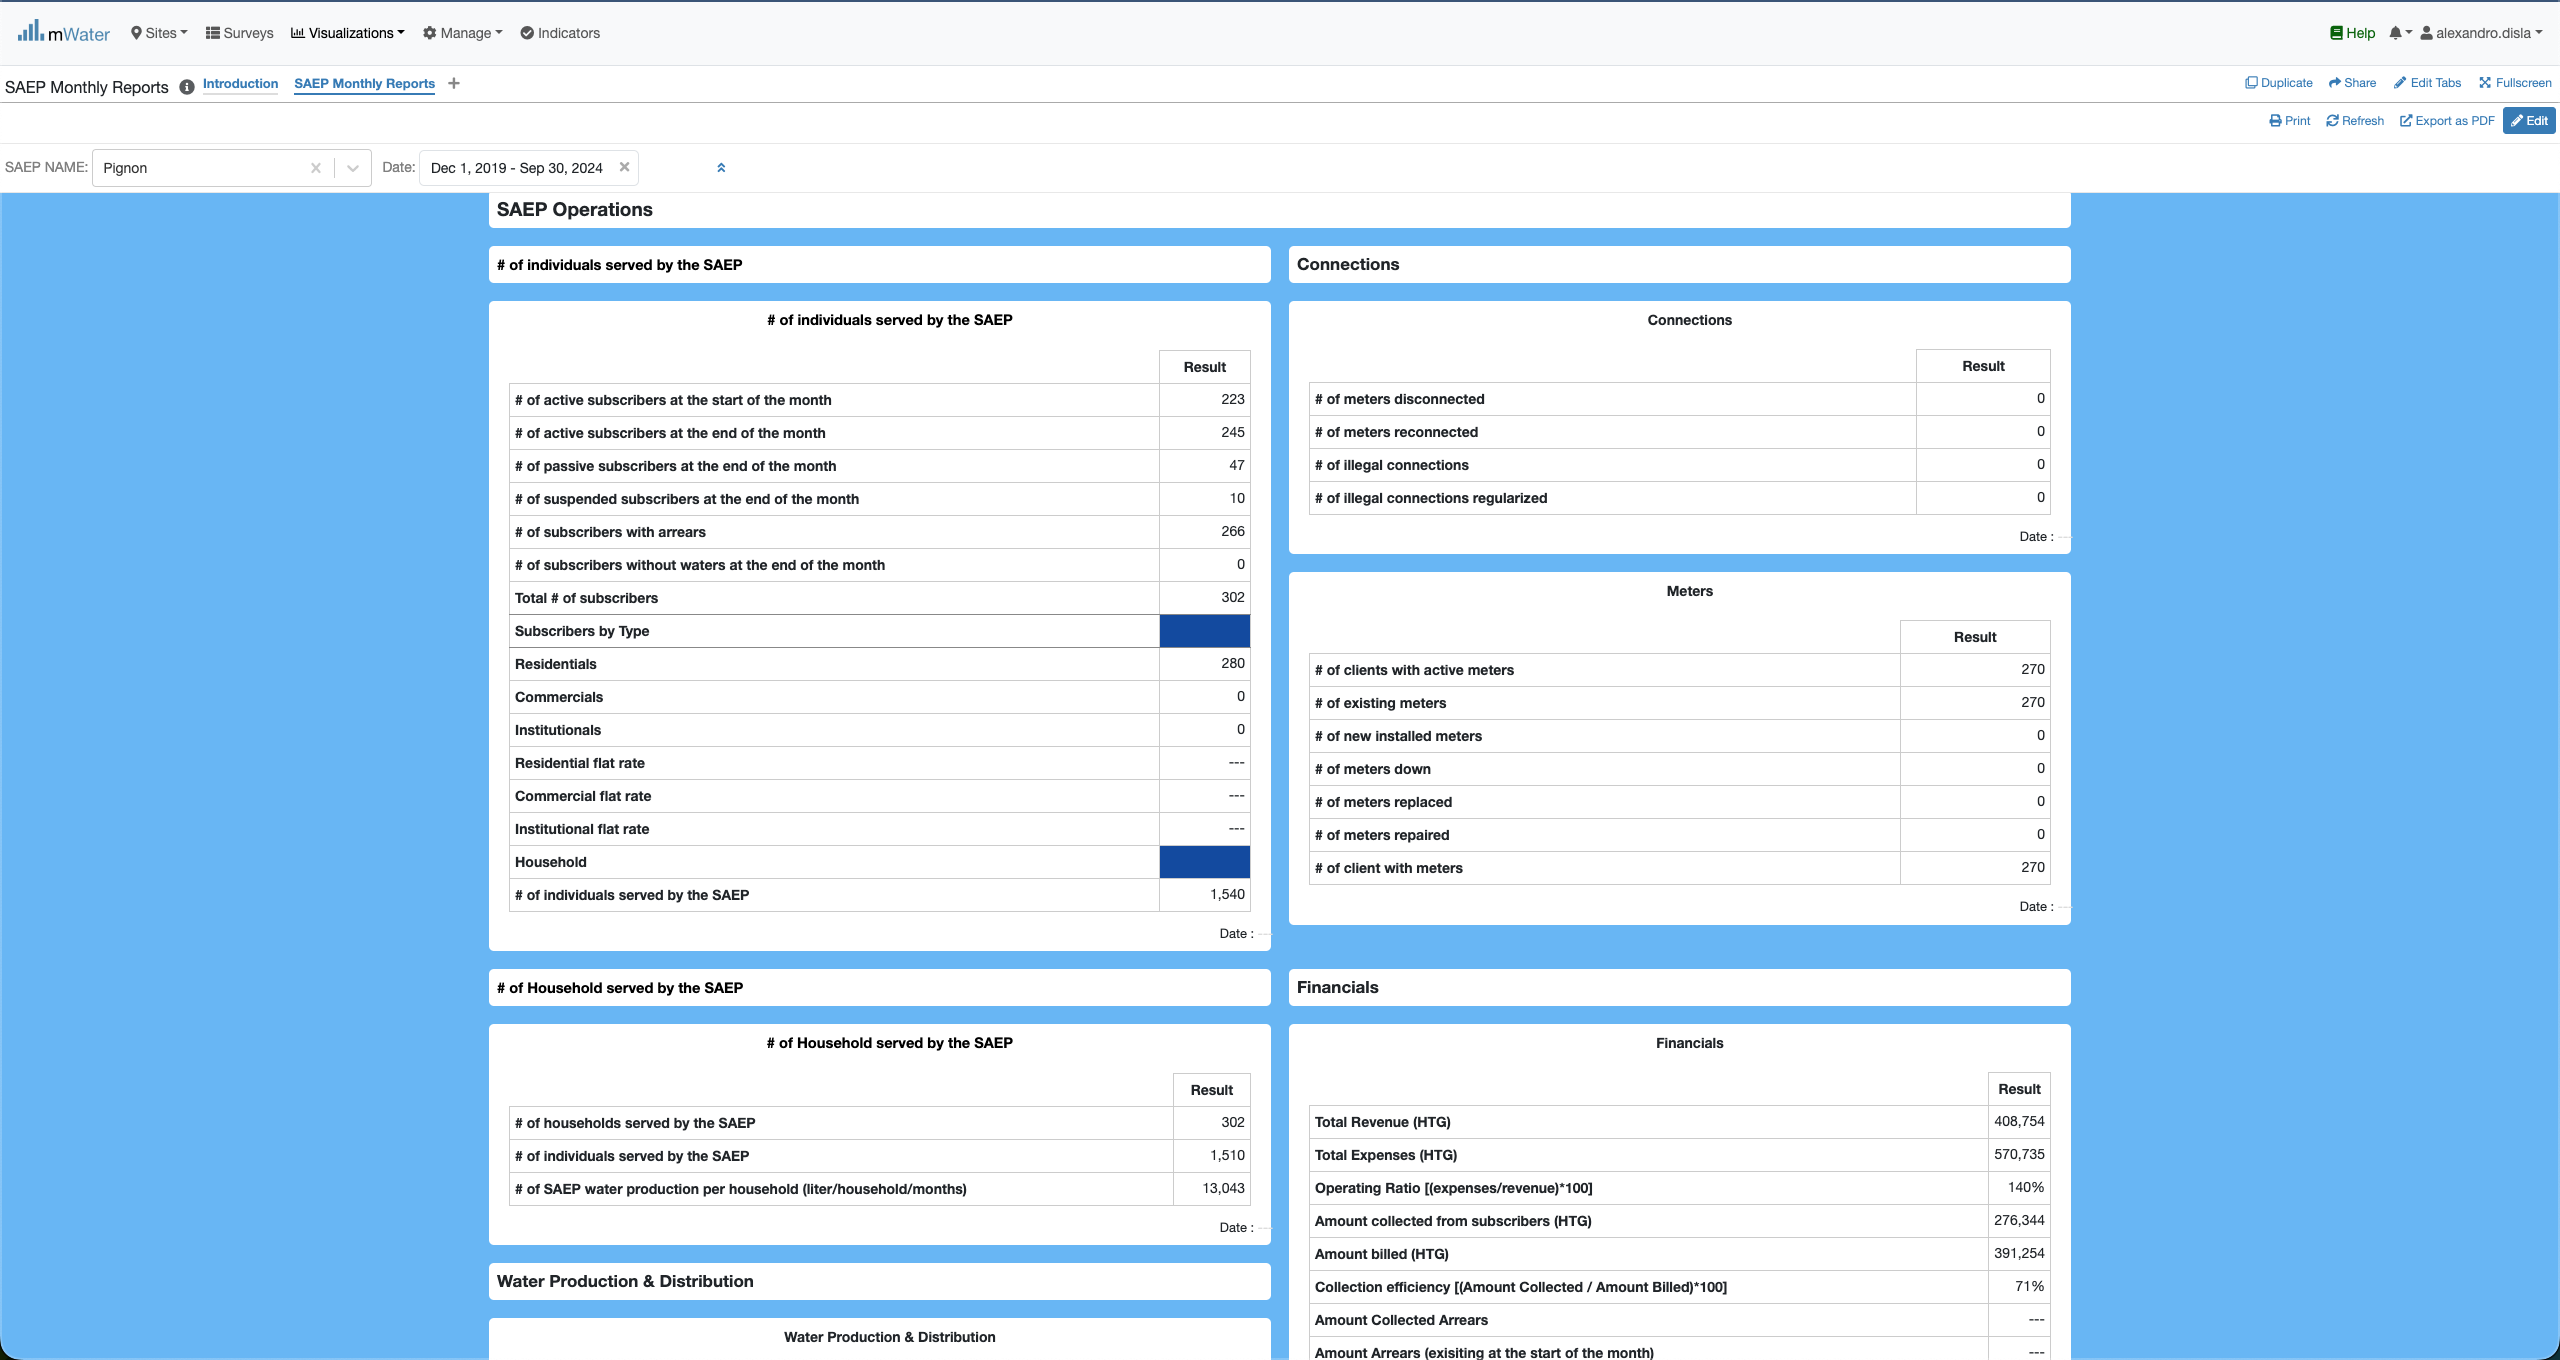 mWater Sites Surveys Visualizations Manage Indicators Help alexandro.disla
SAEP Monthly Reports Introduction SAEP Monthly Reports + Duplicate Share Edit Tabs Fullscreen
Print Refresh Export as PDF Edit
SAEP NAME: Pignon Date: Dec 1, 2019 - Sep 30, 2024
SAEP Operations
# of individuals served by the SAEP
# of individuals served by the SAEP
Result
# of active subscribers at the start of the month 223
# of active subscribers at the end of the month 245
# of passive subscribers at the end of the month 47
# of suspended subscribers at the end of the month 10
# of subscribers with arrears 266
# of subscribers without waters at the end of the month 0
Total # of subscribers 302
Subscribers by Type
Residentials 280
Commercials 0
Institutionals 0
Residential flat rate ---
Commercial flat rate ---
Institutional flat rate ---
Household
# of individuals served by the SAEP 1,540
Date : ---
# of Household served by the SAEP
# of Household served by the SAEP
Result
# of households served by the SAEP 302
# of individuals served by the SAEP 1,510
# of SAEP water production per household (liter/household/months) 13,043
Date : ---
Water Production & Distribution
Water Production & Distribution
Connections
Connections
Result
# of meters disconnected 0
# of meters reconnected 0
# of illegal connections 0
# of illegal connections regularized 0
Date : ---
Meters
Result
# of clients with active meters 270
# of existing meters 270
# of new installed meters 0
# of meters down 0
# of meters replaced 0
# of meters repaired 0
# of client with meters 270
Date : ---
Financials
Financials
Result
Total Revenue (HTG) 408,754
Total Expenses (HTG) 570,735
Operating Ratio [(expenses/revenue)*100] 140%
Amount collected from subscribers (HTG) 276,344
Amount billed (HTG) 391,254
Collection efficiency [(Amount Collected / Amount Billed)*100] 71%
Amount Collected Arrears ---
Amount Arrears (exisiting at the start of the month) ---